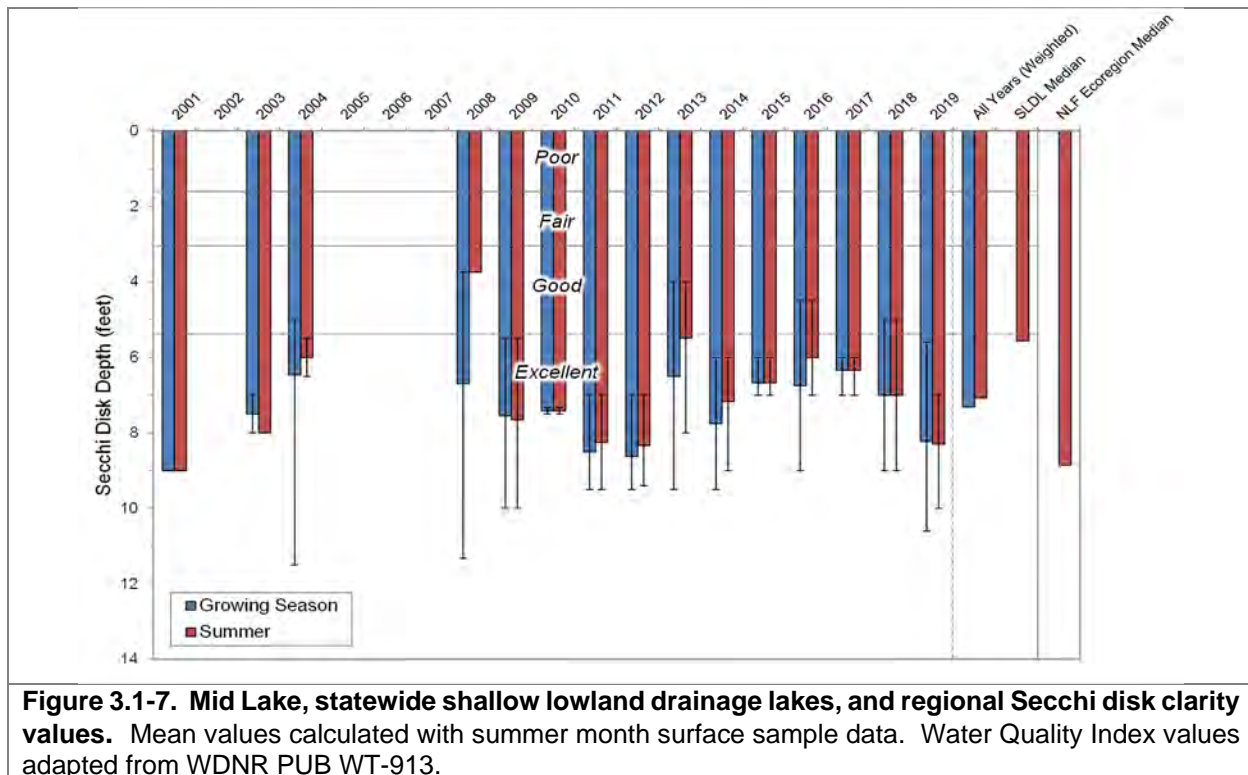 2001
2002
2003
2004
2005
2006
2007
2008
2009
2010
2011
2012
2013
2014
2015
2016
2017
2018
2019
All Years (Weighted)
SLDL Median
NLF Ecoregion Median
0
2
4
6
8
10
12
14
Secchi Disk Depth (feet)
Poor
Fair
Good
Excellent
Growing Season
Summer
Figure 3.1-7. Mid Lake, statewide shallow lowland drainage lakes, and regional Secchi disk clarity
values. Mean values calculated with summer month surface sample data. Water Quality Index values
adapted from WDNR PUB WT-913.